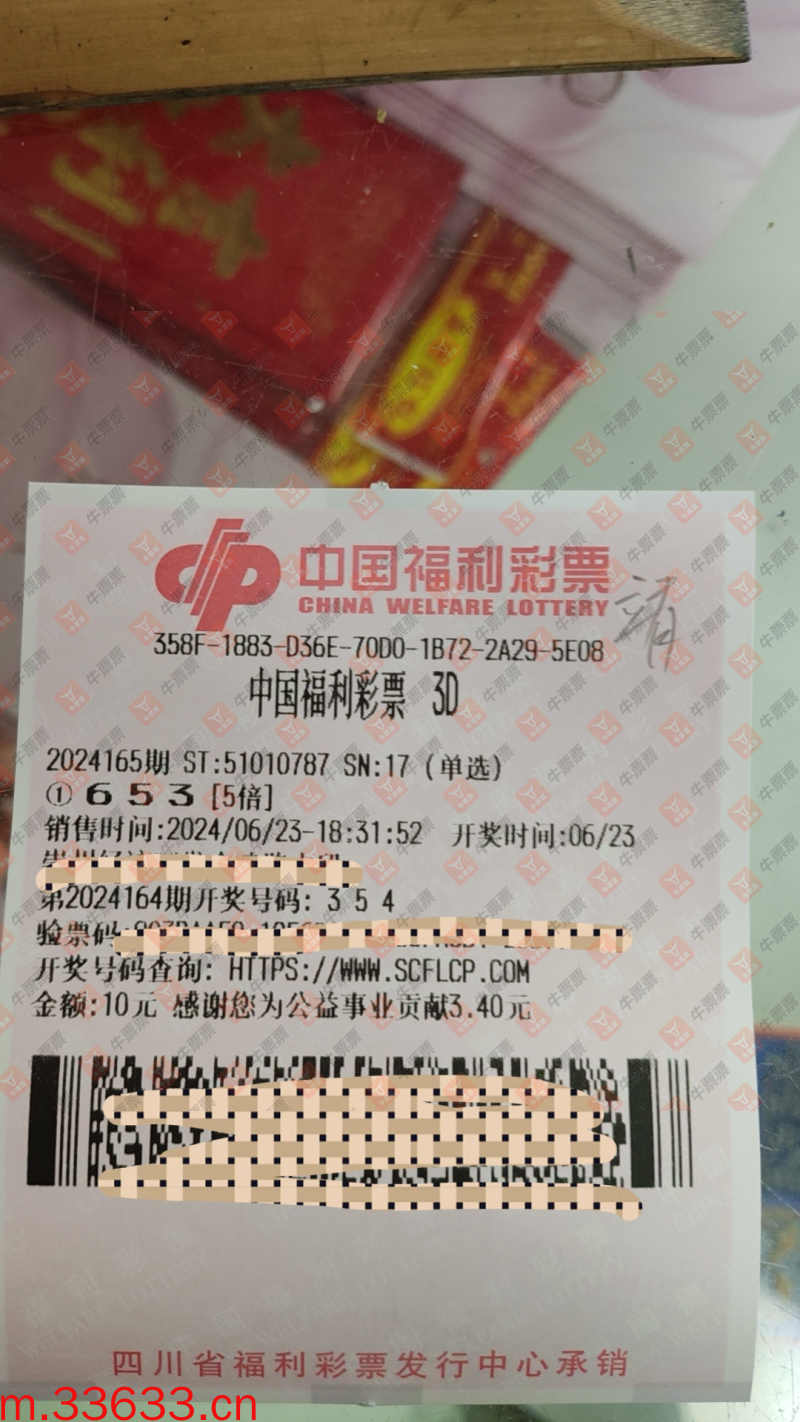 中国福利彩票
CHINA WELFARE LOTTERY
358F-1883-D36E-70D0-1B72-2A29-5E08
中国福利彩票 3D
2024165期 ST:51010787 SN:17 (单选)
① 6 5 3 [5倍]
销售时间:2024/06/23-18:31:52 开奖时间:06/23
第2024164期开奖号码: 3 5 4
验票码:
开奖号码查询: HTTPS://WWW.SCFLCP.COM
金额:10元 感谢您为公益事业贡献3.40元
四川省福利彩票发行中心承销
m.33633.cn
牛票票